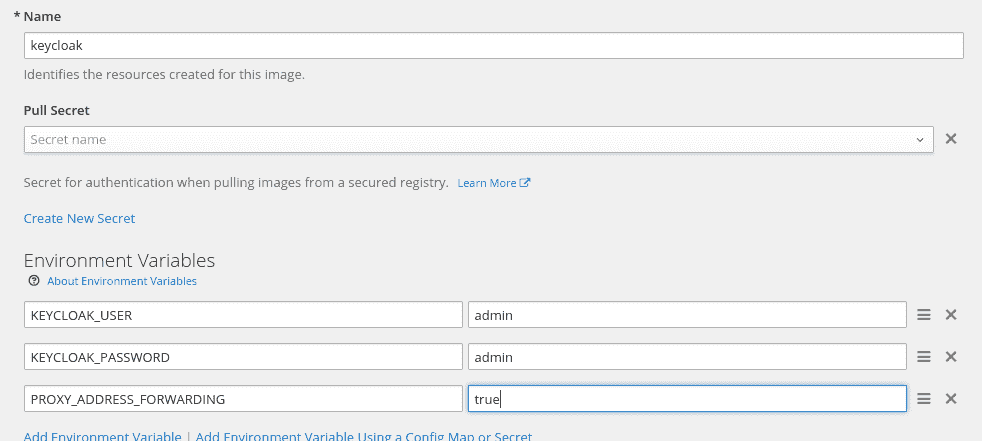 * Name
keycloak
Identifies the resources created for this image.
Pull Secret
Secret name
Secret for authentication when pulling images from a secured registry. Learn More
Create New Secret
Environment Variables
About Environment Variables
KEYCLOAK_USER admin
KEYCLOAK_PASSWORD admin
PROXY_ADDRESS_FORWARDING true
Add Environment Variable | Add Environment Variable Using a Config Map or Secret